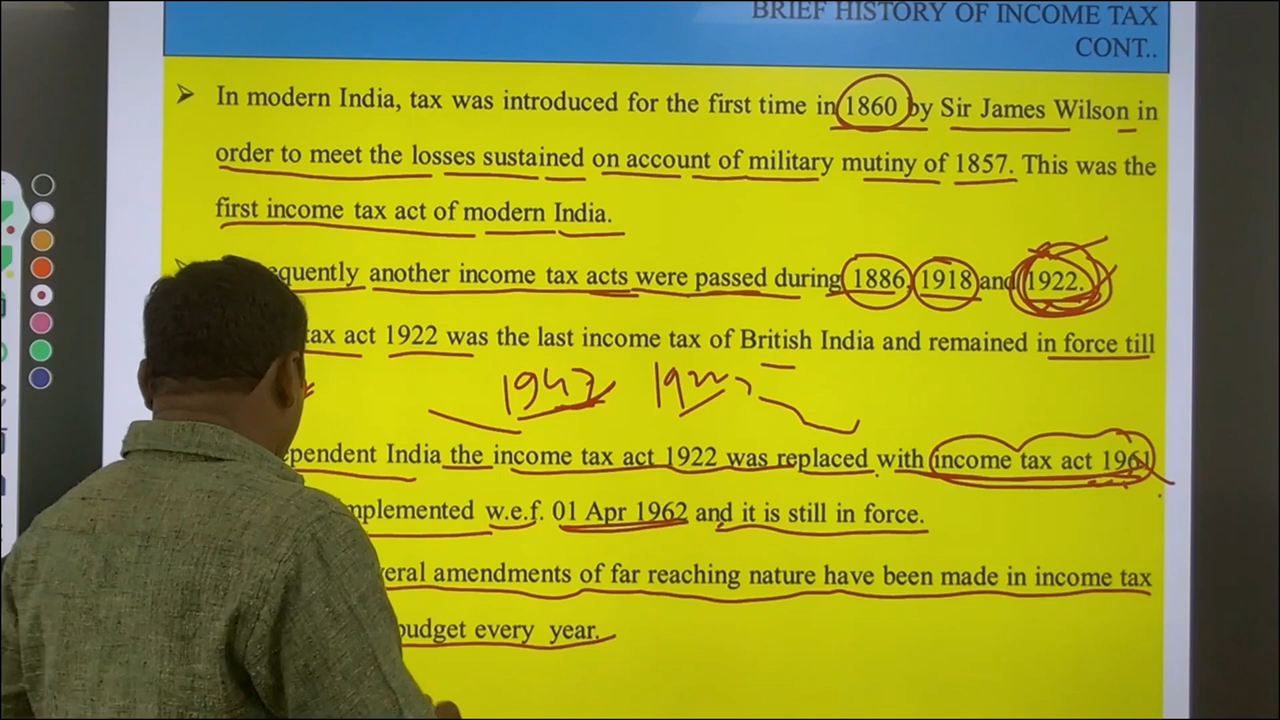 BRIEF HISTORY OF INCOME TAX
CONT..
➤ In modern India, tax was introduced for the first time in 1860 by Sir James Wilson in
order to meet the losses sustained on account of military mutiny of 1857. This was the
first income tax act of modern India.
equently another income tax acts were passed during 1886, 1918 and 1922.
tax act 1922 was the last income tax of British India and remained in force till
1947 1922
pendent India the income tax act 1922 was replaced with income tax act 1961
mplemented w.e.f. 01 Apr 1962 and it is still in force.
veral amendments of far reaching nature have been made in income tax
budget every year.